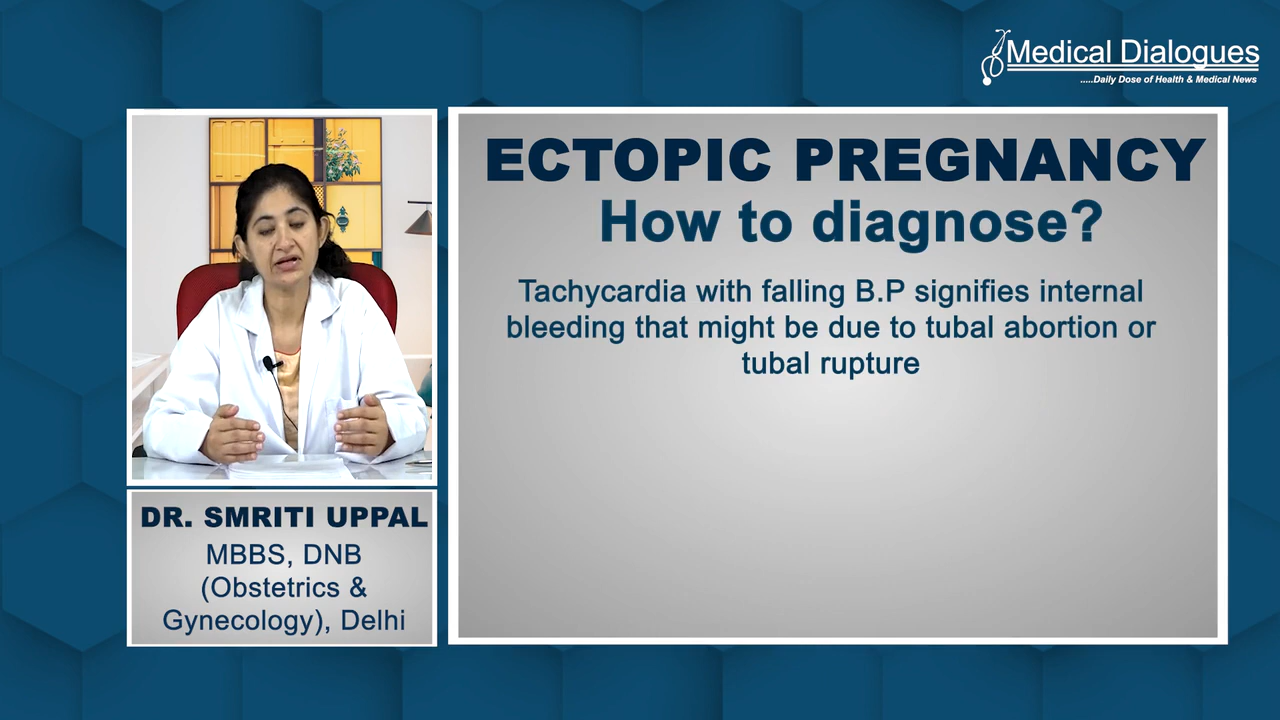 Medical Dialogues
.....Daily Dose of Health & Medical News
ECTOPIC PREGNANCY
How to diagnose?
Tachycardia with falling B.P signifies internal
bleeding that might be due to tubal abortion or
tubal rupture
DR. SMRITI UPPAL
MBBS, DNB
(Obstetrics &
Gynecology), Delhi